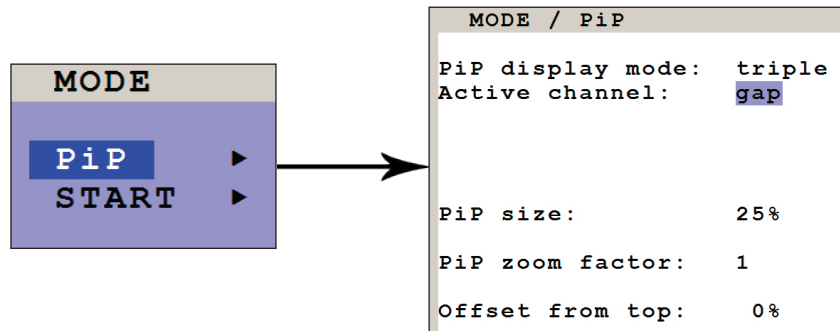 MODE
PiP ►
START ►
MODE / PiP
PiP display mode: triple
Active channel: gap
PiP size: 25%
PiP zoom factor: 1
Offset from top: 0%